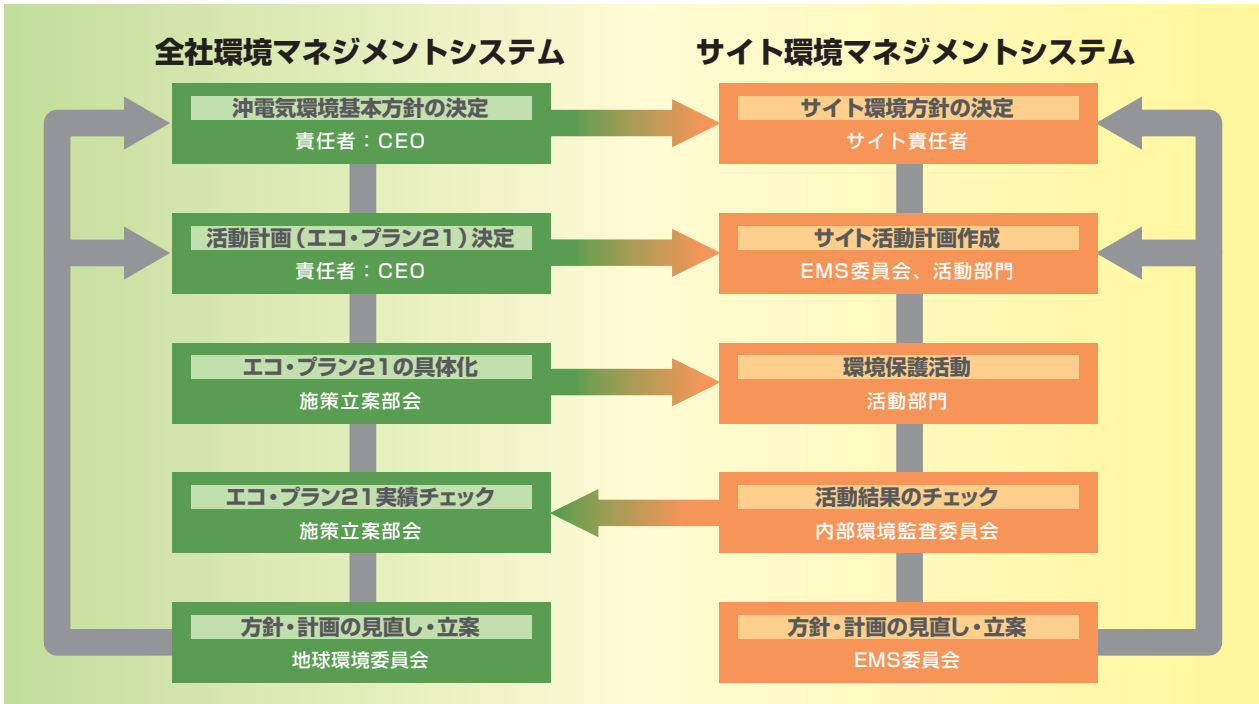 全社環境マネジメントシステム
サイト環境マネジメントシステム
沖電気環境基本方針の決定
責任者：CEO
サイト環境方針の決定
サイト責任者
活動計画（エコ・プラン21）決定
責任者：CEO
サイト活動計画作成
EMS委員会、活動部門
エコ・プラン21の具体化
施策立案部会
環境保護活動
活動部門
エコ・プラン21実績チェック
施策立案部会
活動結果のチェック
内部環境監査委員会
方針・計画の見直し・立案
地球環境委員会
方針・計画の見直し・立案
EMS委員会